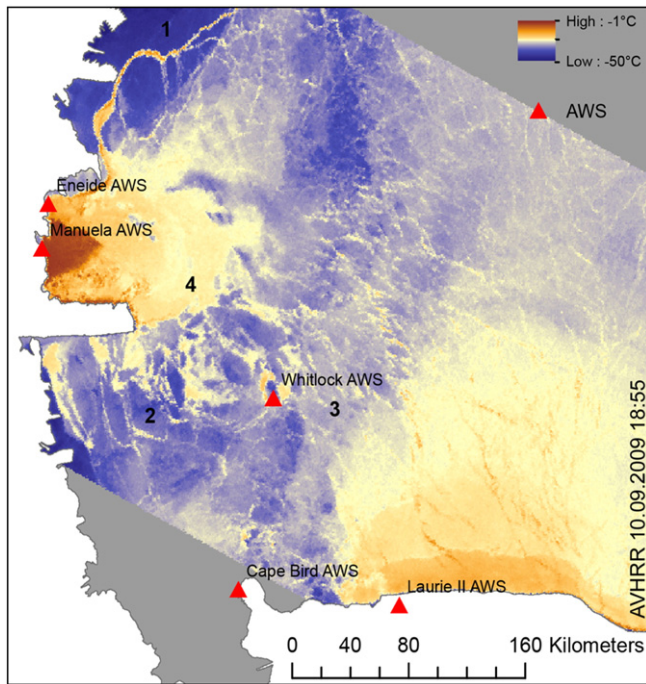 1
High : -1°C
Low : -50°C
AWS
Eneide AWS
Manuela AWS
4
Whitlock AWS
2
3
Cape Bird AWS
Laurie II AWS
0 40 80 160 Kilometers
AVHRR 10.09.2009 18:55